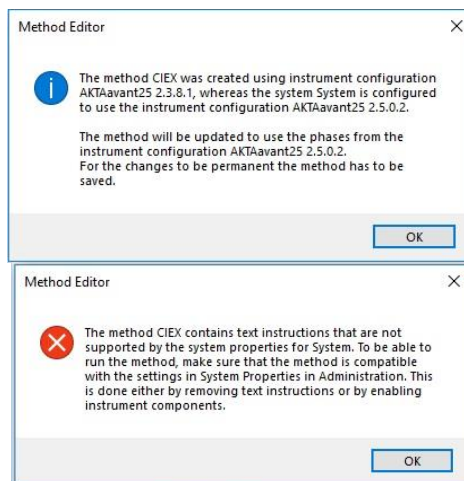 Method Editor
The method CIEX was created using instrument configuration
AKTAavant25 2.3.8.1, whereas the system System is configured
to use the instrument configuration AKTAavant25 2.5.0.2.
The method will be updated to use the phases from the
instrument configuration AKTAavant25 2.5.0.2.
For the changes to be permanent the method has to be
saved.
OK
Method Editor
The method CIEX contains text instructions that are not
supported by the system properties for System. To be able to
run the method, make sure that the method is compatible
with the settings in System Properties in Administration. This
is done either by removing text instructions or by enabling
instrument components.
OK